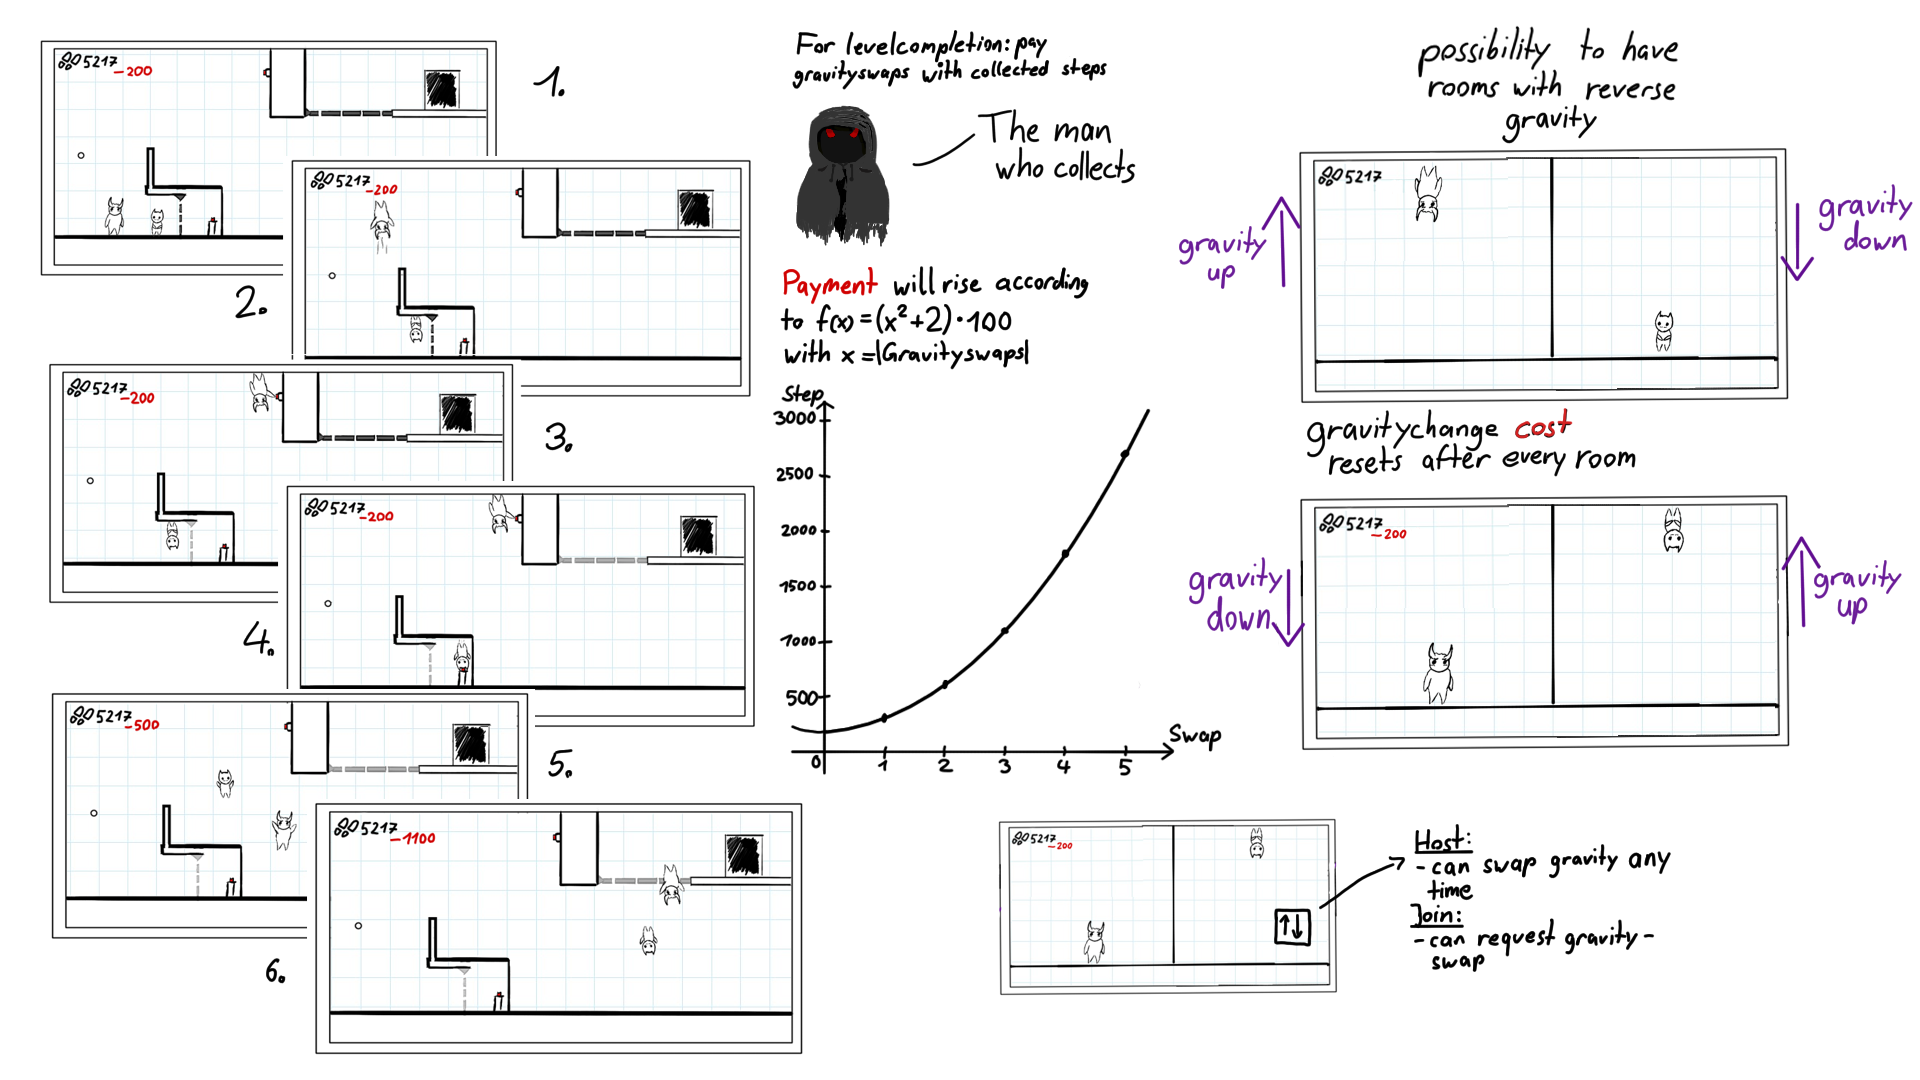 5217
-200
1.
5217
-200
2.
5217
-200
3.
5217
-200
4.
5217
-500
5.
5217
-1100
6.
For levelcompletion: pay
gravityswaps with collected steps
The man
who collects
Payment will rise according
to f(x) = (x²+2)·100
with x = |Gravityswaps|
Step
3000
2500
2000
1500
1000
500
0
1
2
3
4
5
Swap
possibility to have
rooms with reverse
gravity
5217
gravity
up
gravity
down
gravitychange cost
resets after every room
5217
-200
gravity
down
gravity
up
5217
-200
Host:
- can swap gravity any
time
Join:
- can request gravity-
swap